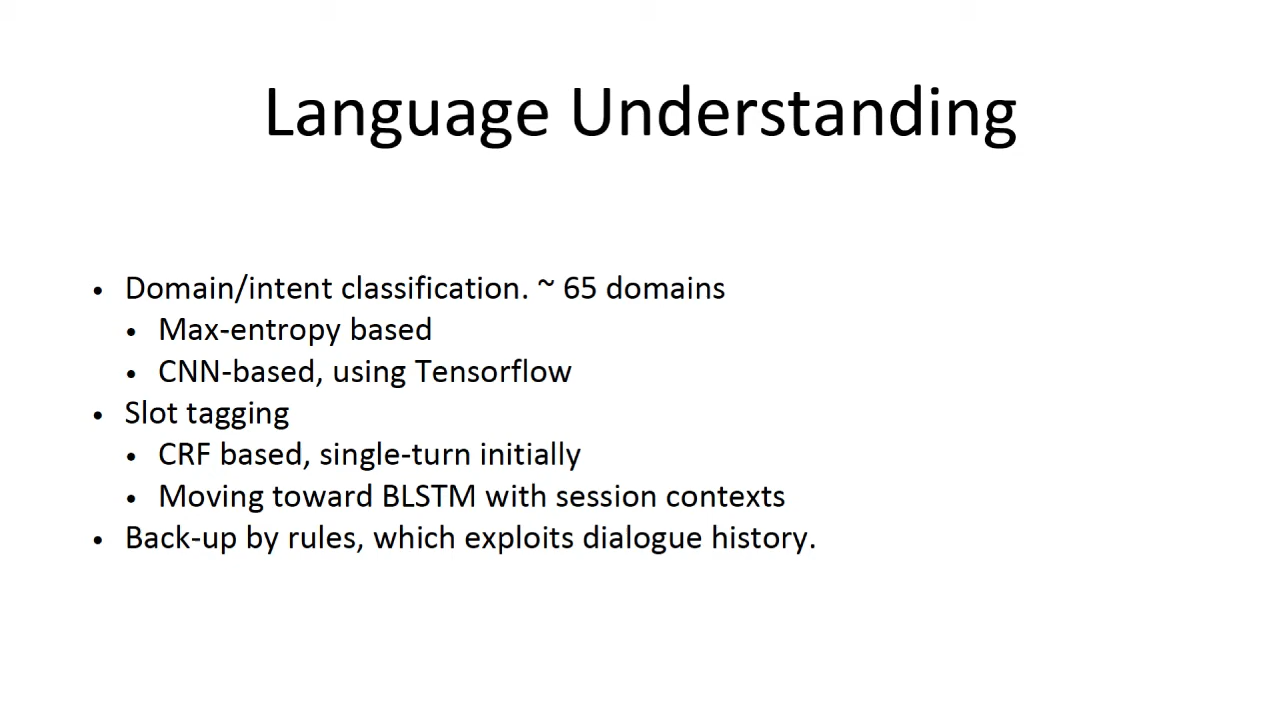 Language Understanding
• Domain/intent classification. ~ 65 domains
• Max-entropy based
• CNN-based, using Tensorflow
• Slot tagging
• CRF based, single-turn initially
• Moving toward BLSTM with session contexts
• Back-up by rules, which exploits dialogue history.